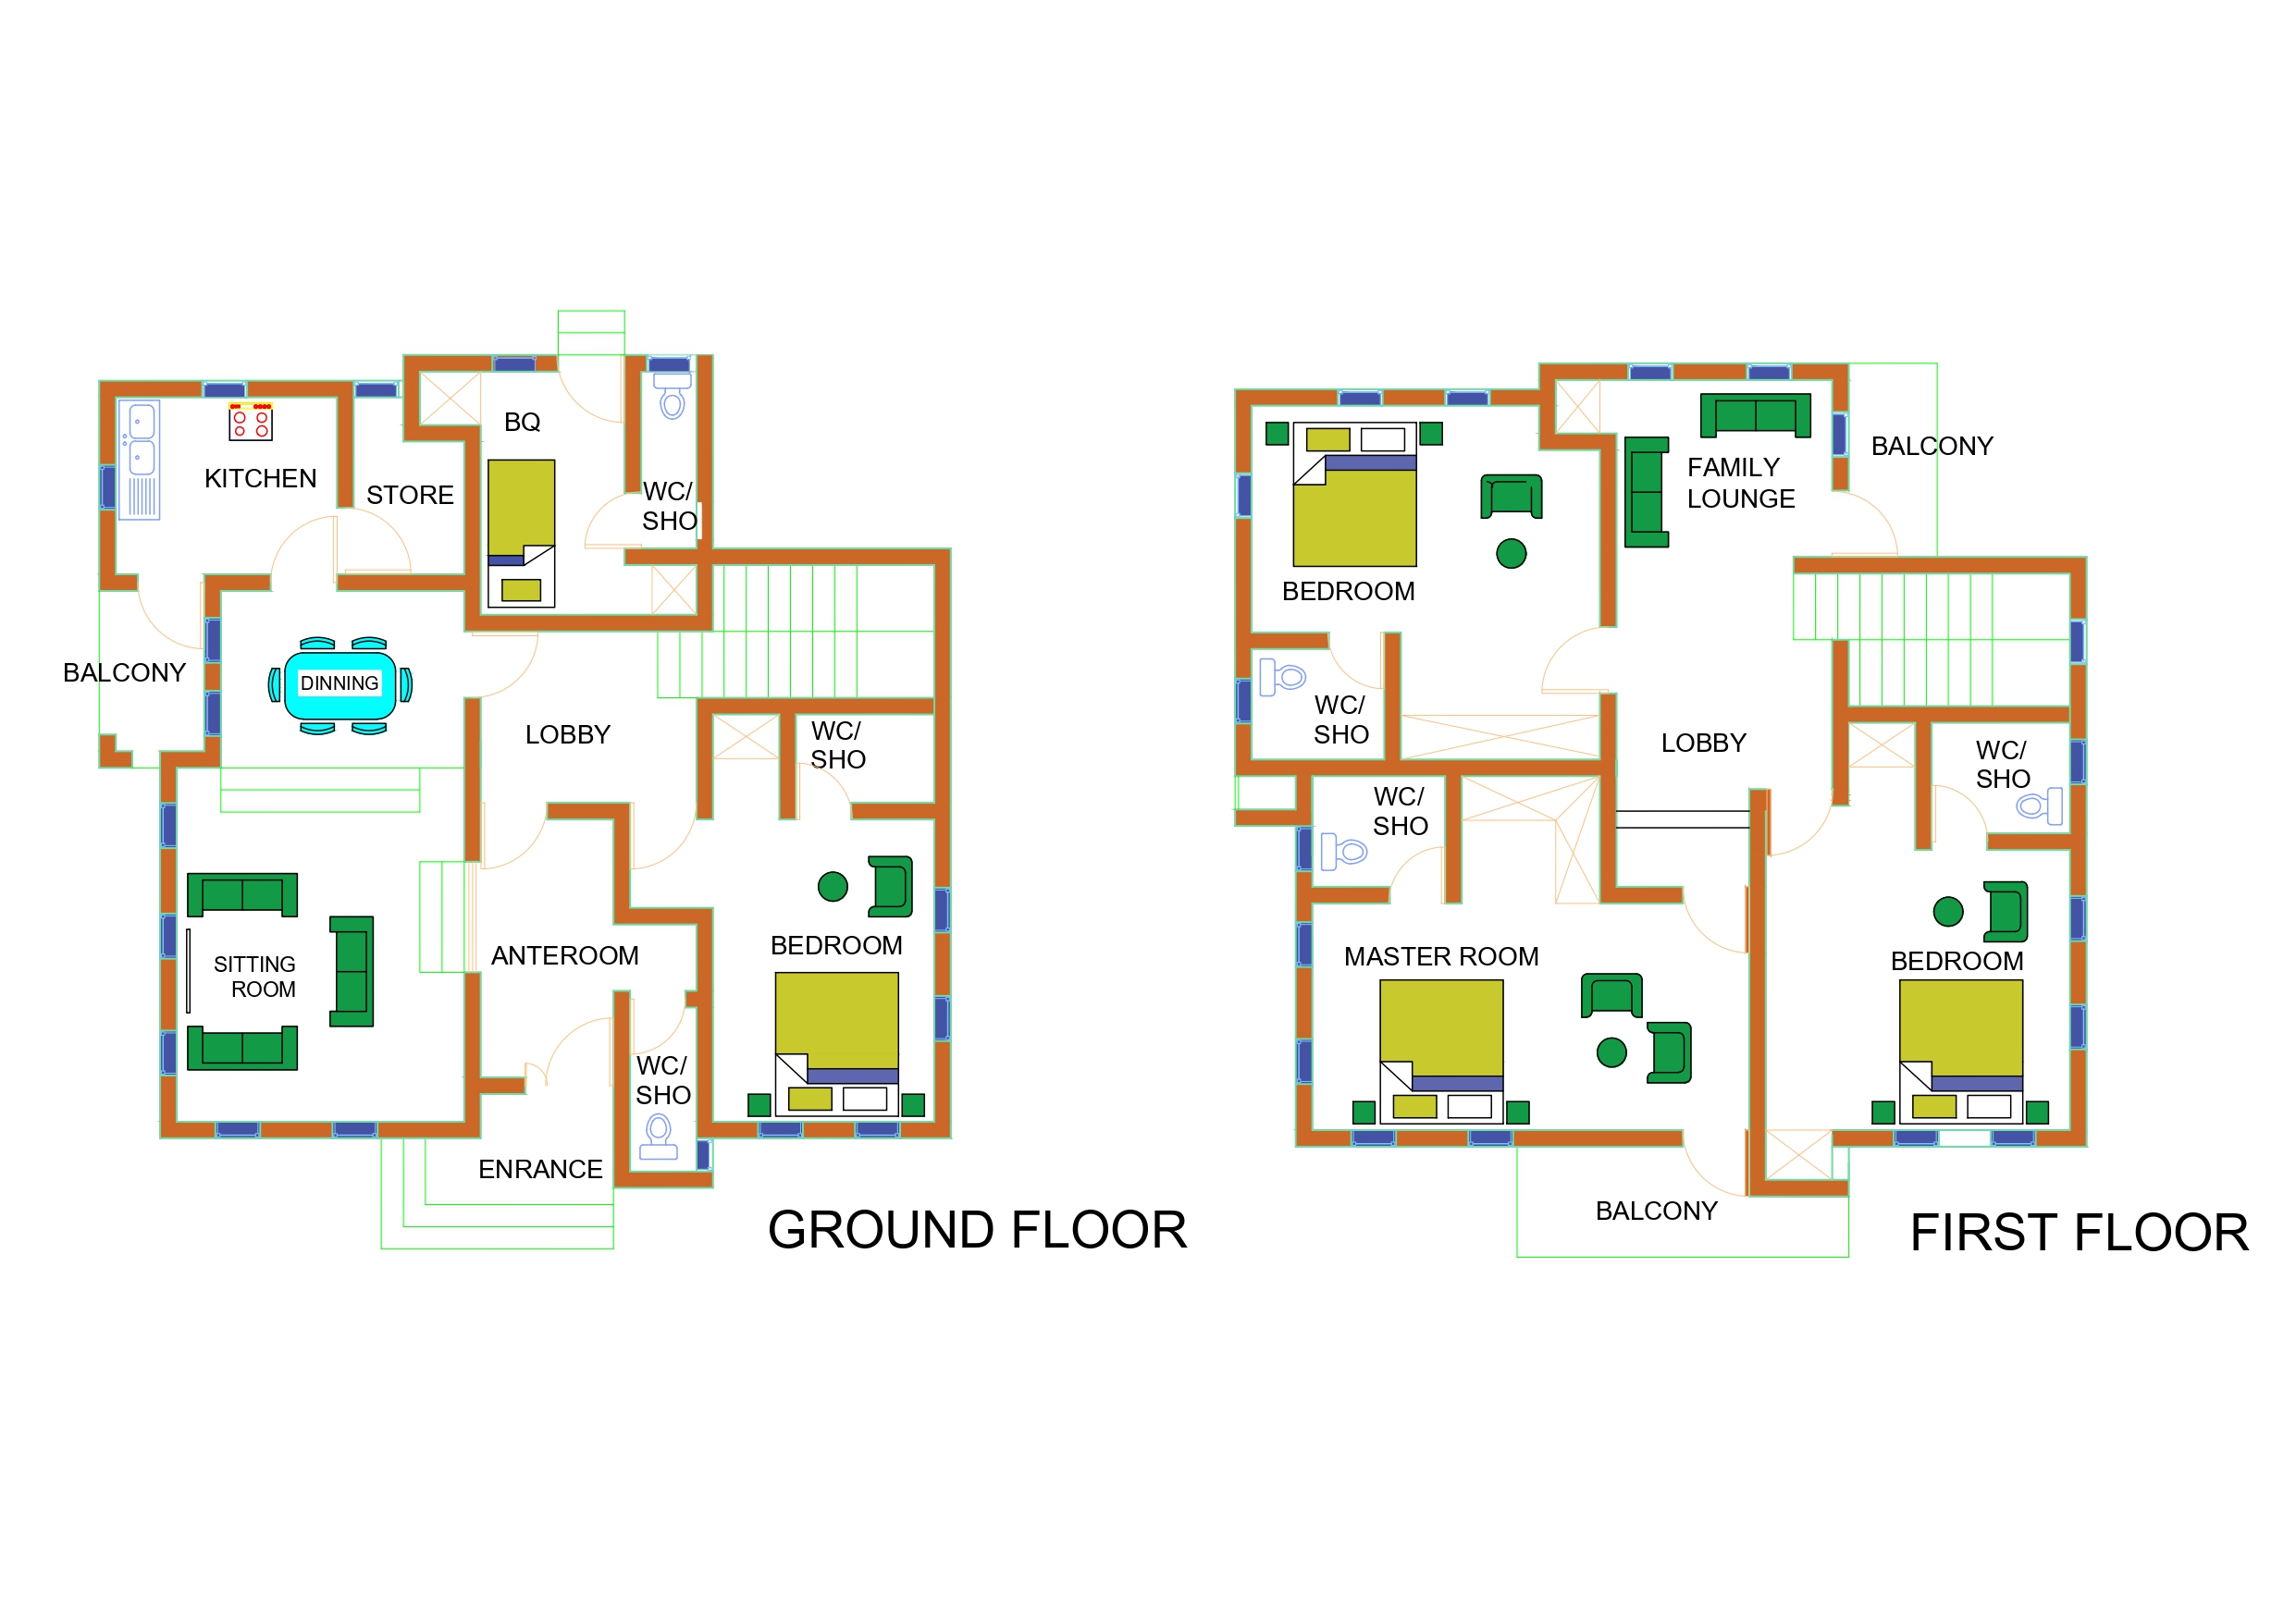 BQ
KITCHEN
STORE
WC/
SHO
BALCONY
DINNING
LOBBY
WC/
SHO
SITTING
ROOM
ANTEROOM
BEDROOM
WC/
SHO
ENRANCE
GROUND FLOOR
BALCONY
FAMILY
LOUNGE
BEDROOM
WC/
SHO
LOBBY
WC/
SHO
WC/
SHO
MASTER ROOM
BEDROOM
BALCONY
FIRST FLOOR